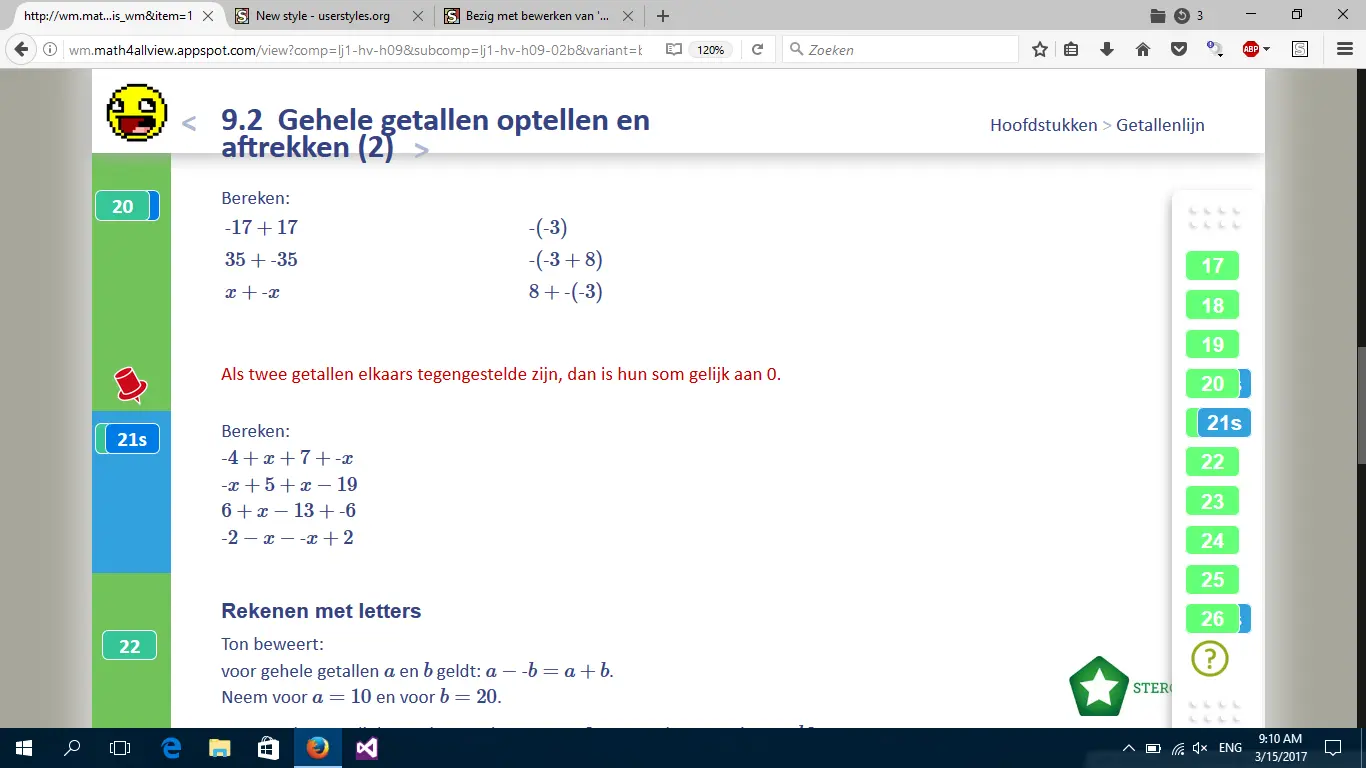 http://wm.mat...is_wm&item=1
New style - userstyles.org
Bezig met bewerken van '...
3
wm.math4allview.appspot.com/view?comp=lj1-hv-h09&subcomp=lj1-hv-h09-02b&variant=b
120%
Zoeken
ABP
S
< 9.2 Gehele getallen optellen en
aftrekken (2) >
Hoofdstukken > Getallenlijn
20
Bereken:
-17 + 17
-(-3)
35 + -35
-(-3 + 8)
x + -x
8 + -(-3)
Als twee getallen elkaars tegengestelde zijn, dan is hun som gelijk aan 0.
21s
Bereken:
-4 + x + 7 + -x
-x + 5 + x − 19
6 + x − 13 + -6
-2 − x − -x + 2
Rekenen met letters
22
Ton beweert:
voor gehele getallen a en b geldt: a − -b = a + b.
Neem voor a = 10 en voor b = 20.
17
18
19
20
21s
22
23
24
25
26
?
ENG
9:10 AM
3/15/2017